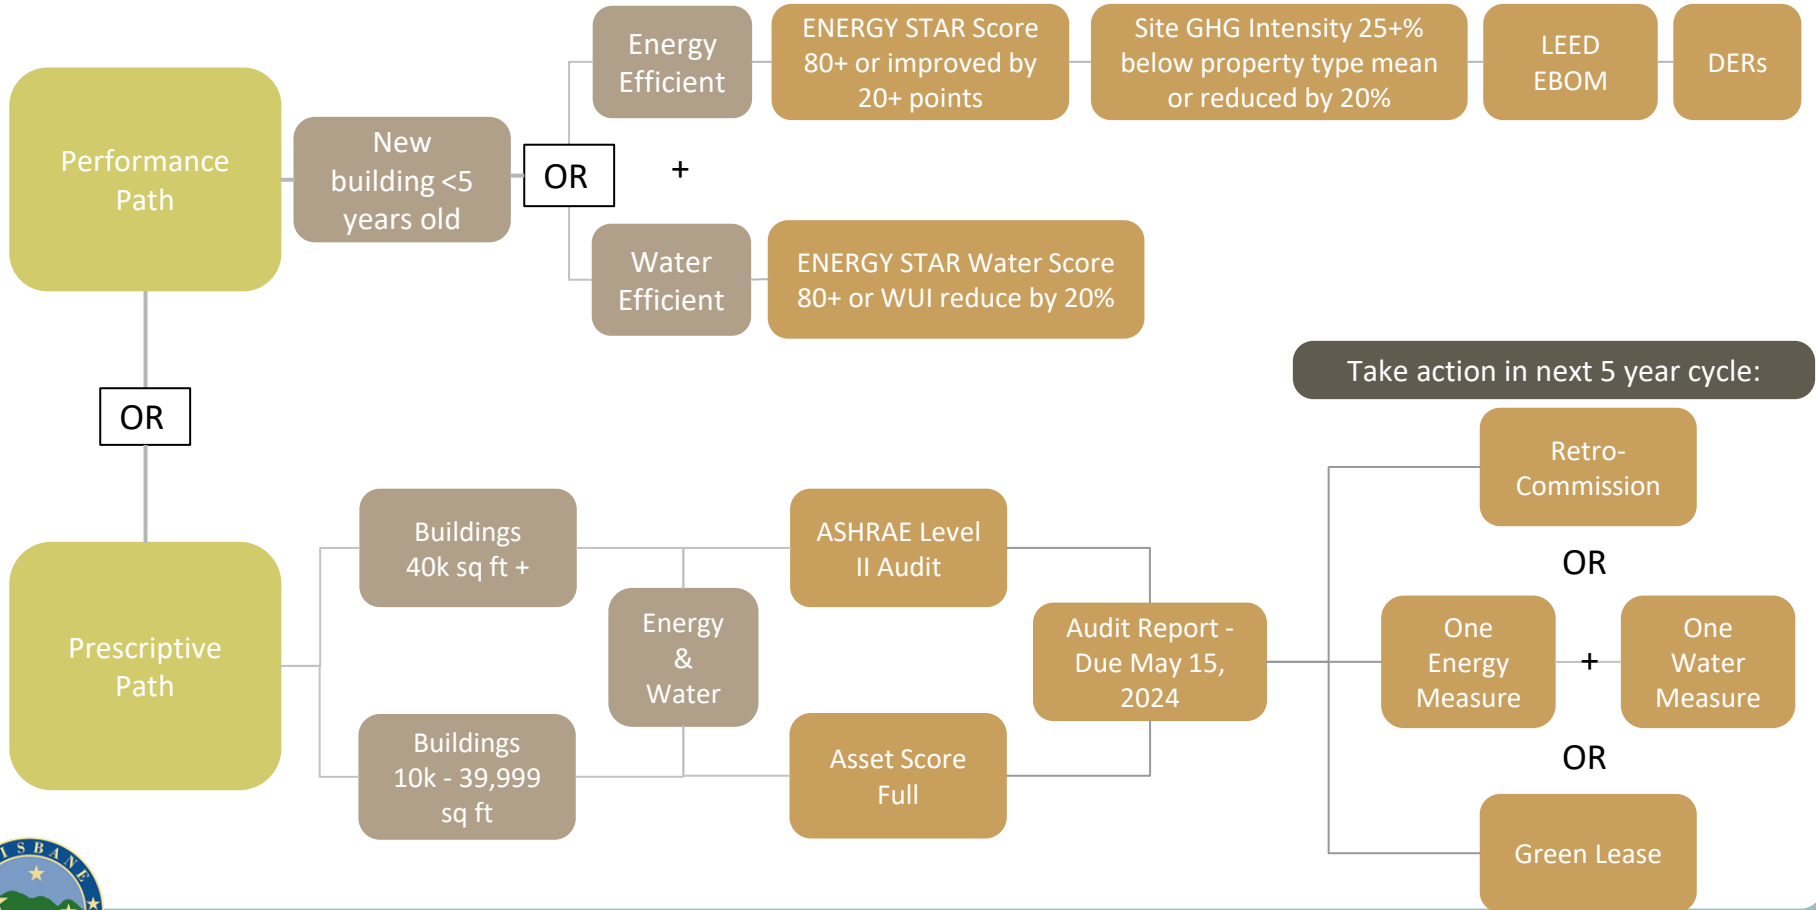 Performance
Path
New
building <5
years old
OR
Energy
Efficient
ENERGY STAR Score
80+ or improved by
20+ points
Site GHG Intensity 25+%
below property type mean
or reduced by 20%
LEED
EBOM
DERs
+
Water
Efficient
ENERGY STAR Water Score
80+ or WUI reduce by 20%
OR
Prescriptive
Path
Buildings
40k sq ft +
Buildings
10k - 39,999
sq ft
Energy
&
Water
ASHRAE Level
II Audit
Asset Score
Full
Audit Report -
Due May 15,
2024
Take action in next 5 year cycle:
Retro-
Commission
OR
One
Energy
Measure
+
One
Water
Measure
OR
Green Lease
ISBANE